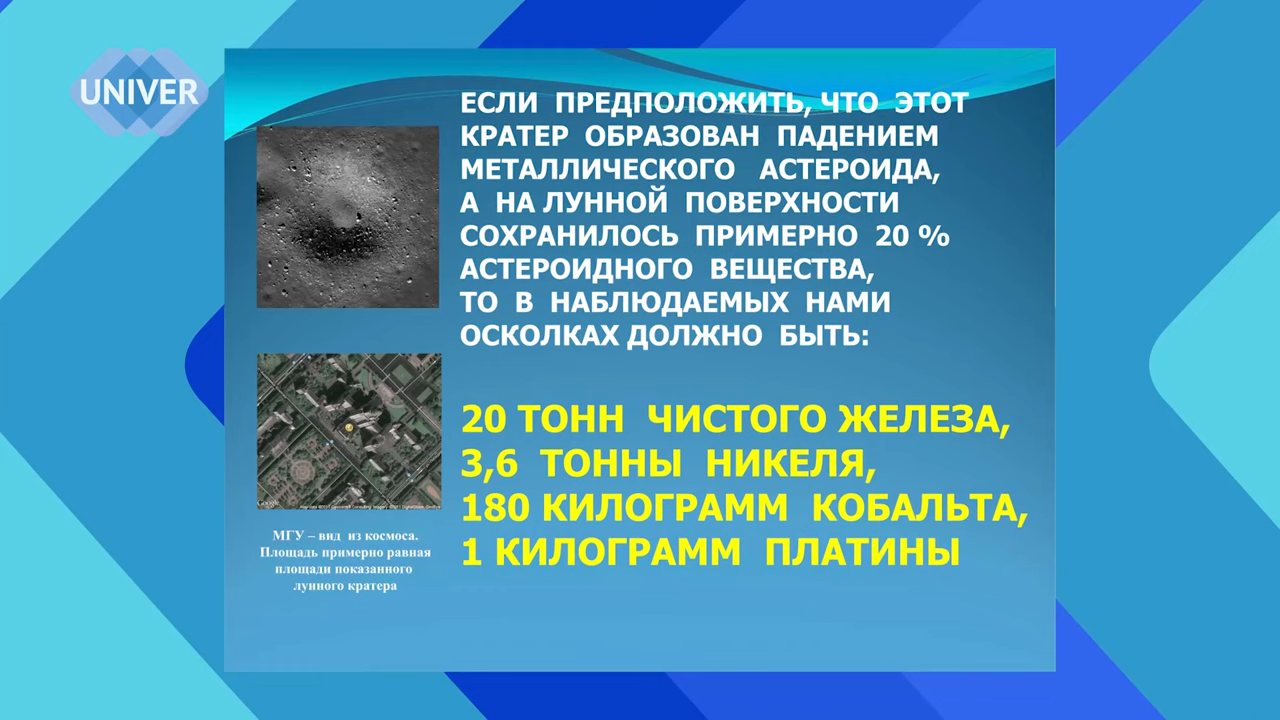 UNIVER
ЕСЛИ ПРЕДПОЛОЖИТЬ, ЧТО ЭТОТ
КРАТЕР ОБРАЗОВАН ПАДЕНИЕМ
МЕТАЛЛИЧЕСКОГО АСТЕРОИДА,
А НА ЛУННОЙ ПОВЕРХНОСТИ
СОХРАНИЛОСЬ ПРИМЕРНО 20 %
АСТЕРОИДНОГО ВЕЩЕСТВА,
ТО В НАБЛЮДАЕМЫХ НАМИ
ОСКОЛКАХ ДОЛЖНО БЫТЬ:
20 ТОНН ЧИСТОГО ЖЕЛЕЗА,
3,6 ТОННЫ НИКЕЛЯ,
180 КИЛОГРАММ КОБАЛЬТА,
1 КИЛОГРАММ ПЛАТИНЫ
МГУ – вид из космоса.
Площадь примерно равная
площади показанного
лунного кратера